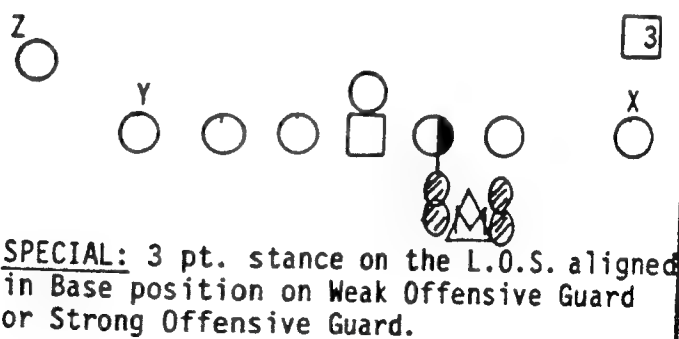 Z
3
Y
X
SPECIAL: 3 pt. stance on the L.O.S. aligned
in Base position on Weak Offensive Guard
or Strong Offensive Guard.